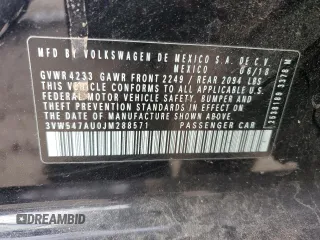 MFD. BY VOLKSWAGEN DE MEXICO S.A. DE C.V.
MEXICO 06/18
GVWR 4233 GAWR FRONT 2249 / REAR 2094 LBS
THIS VEHICLE CONFORMS TO ALL APPLICABLE FEDERAL
MOTOR VEHICLE SAFETY, BUMPER AND
THEFT PREVENTION STANDARDS IN EFFECT ON
THE DATE OF MANUFACTURE SHOWN ABOVE.
3VW547AU0JM288571 PASSENGER CAR
DREAMBID